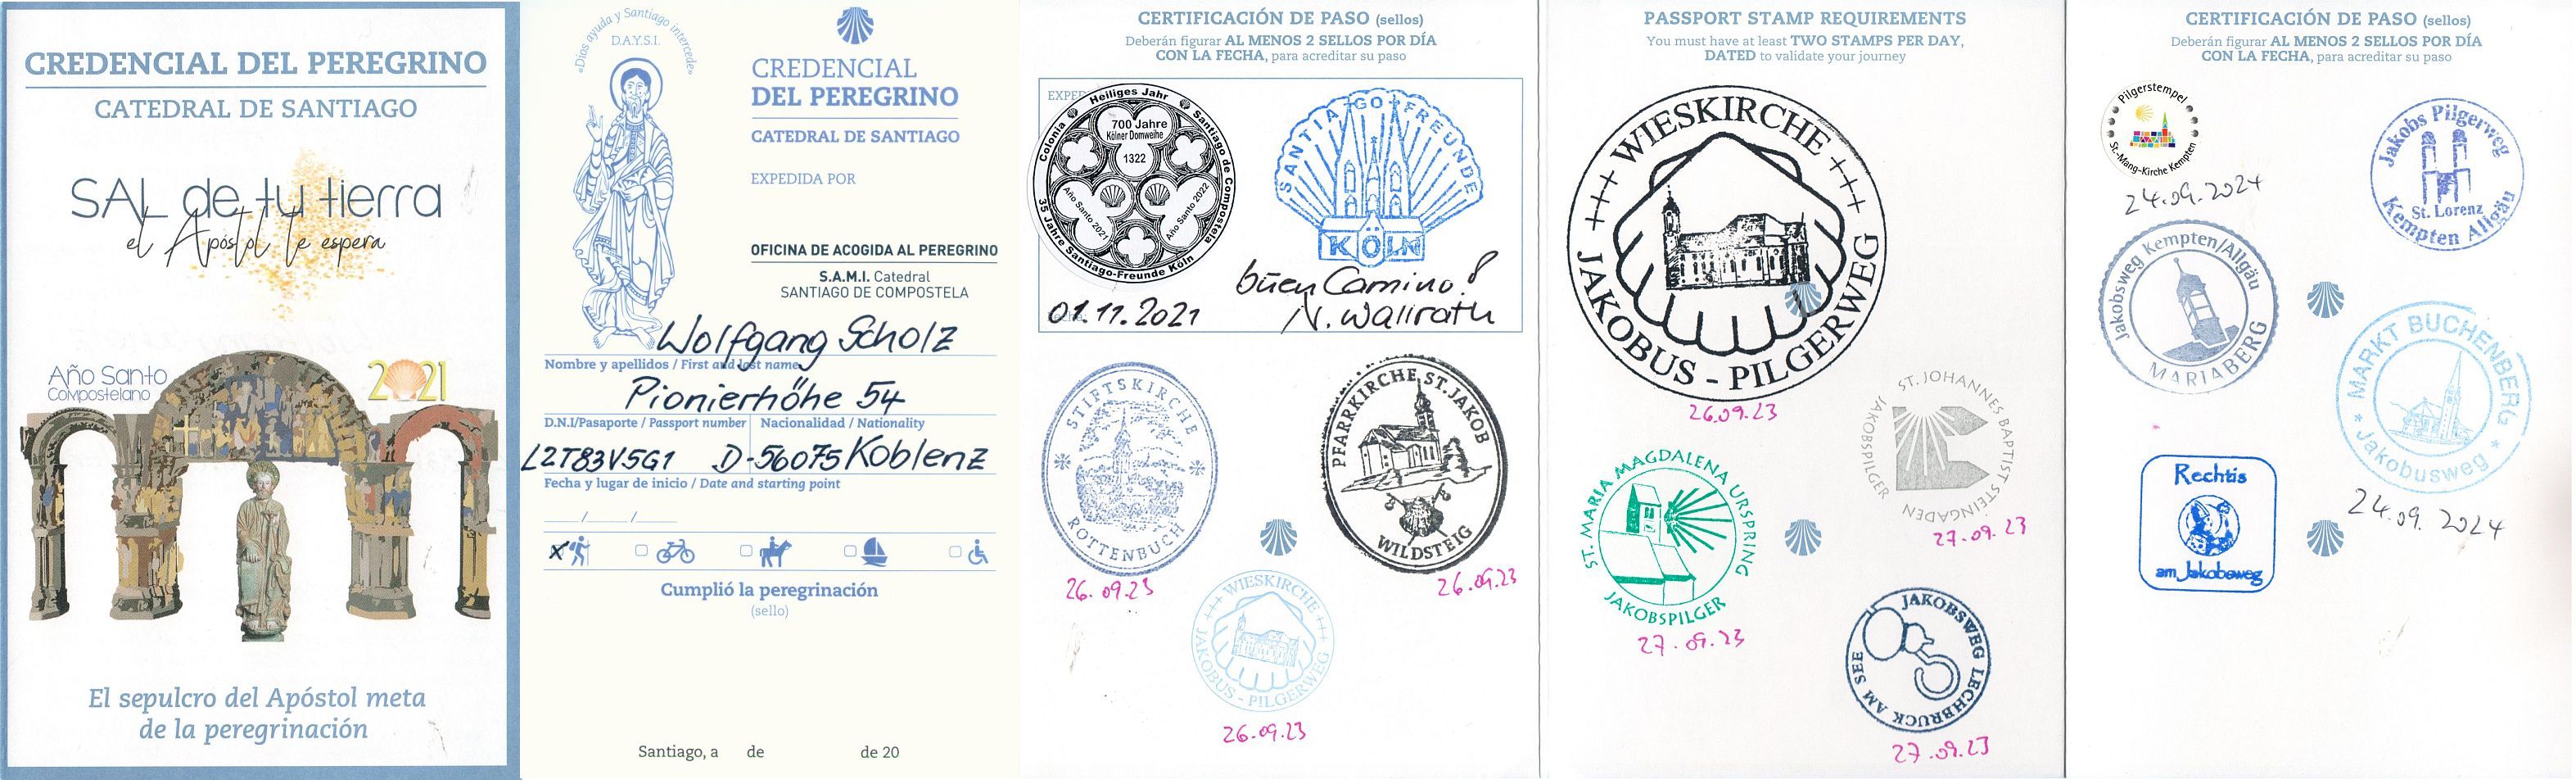 CREDENCIAL DEL PEREGRINO
CATEDRAL DE SANTIAGO
SAL de tu tierra
el Apóstol te espera
Año Santo
Compostelano
2021
El sepulcro del Apóstol meta
de la peregrinación
«Dios ayuda y Santiago intercede»
D.A.Y.S.I.
CREDENCIAL
DEL PEREGRINO
CATEDRAL DE SANTIAGO
EXPEDIDA POR
OFICINA DE ACOGIDA AL PEREGRINO
S.A.M.I. Catedral
SANTIAGO DE COMPOSTELA
Wolfgang Scholz
Nombre y apellidos / First and last name
Pionierhöhe 54
D.N.I/Pasaporte / Passport number
Nacionalidad / Nationality
L2T83V5G1 D-56075 Koblenz
Fecha y lugar de inicio / Date and starting point
__/__/__
x
Cumplió la peregrinación
(sello)
Santiago, a de de 20
CERTIFICACIÓN DE PASO (sellos)
Deberán figurar AL MENOS 2 SELLOS POR DÍA
CON LA FECHA, para acreditar su paso
Colonia Heiliges Jahr Santiago de Compostela
35 Jahre Santiago-Freunde Köln
700 Jahre
Kölner Domweihe
1322
Año Santo 2021
Año Santo 2022
SANTIAGO-FREUNDE
KÖLN
buen Camino!
01.11.2021
N. Wallrath
STIFTSKIRCHE
ROTTENBUCH
26.09.23
PFARRKIRCHE ST. JAKOB
WILDSTEIG
26.09.23
+++ WIESKIRCHE +++
JAKOBUS - PILGERWEG
26.09.23
PASSPORT STAMP REQUIREMENTS
You must have at least TWO STAMPS PER DAY,
DATED to validate your journey
+++ WIESKIRCHE +++
JAKOBUS - PILGERWEG
26.09.23
ST. JOHANNES BAPTIST STEINGADEN
JAKOBSPILGER
27.09.23
ST. MARIA MAGDALENA URSPRING
JAKOBSPILGER
27.09.23
JAKOBSWEG LECHBRUCK AM SEE
27.09.23
CERTIFICACIÓN DE PASO (sellos)
Deberán figurar AL MENOS 2 SELLOS POR DÍA
CON LA FECHA, para acreditar su paso
Pilgerstempel
St.-Mang-Kirche Kempten
24.09.2024
Jakobs Pilgerweg
St. Lorenz
Kempten Allgäu
Jakobsweg Kempten/Allgäu
MARIABERG
MARKT BUCHENBERG
Jakobusweg
24.09.2024
Rechtis
am Jakobsweg